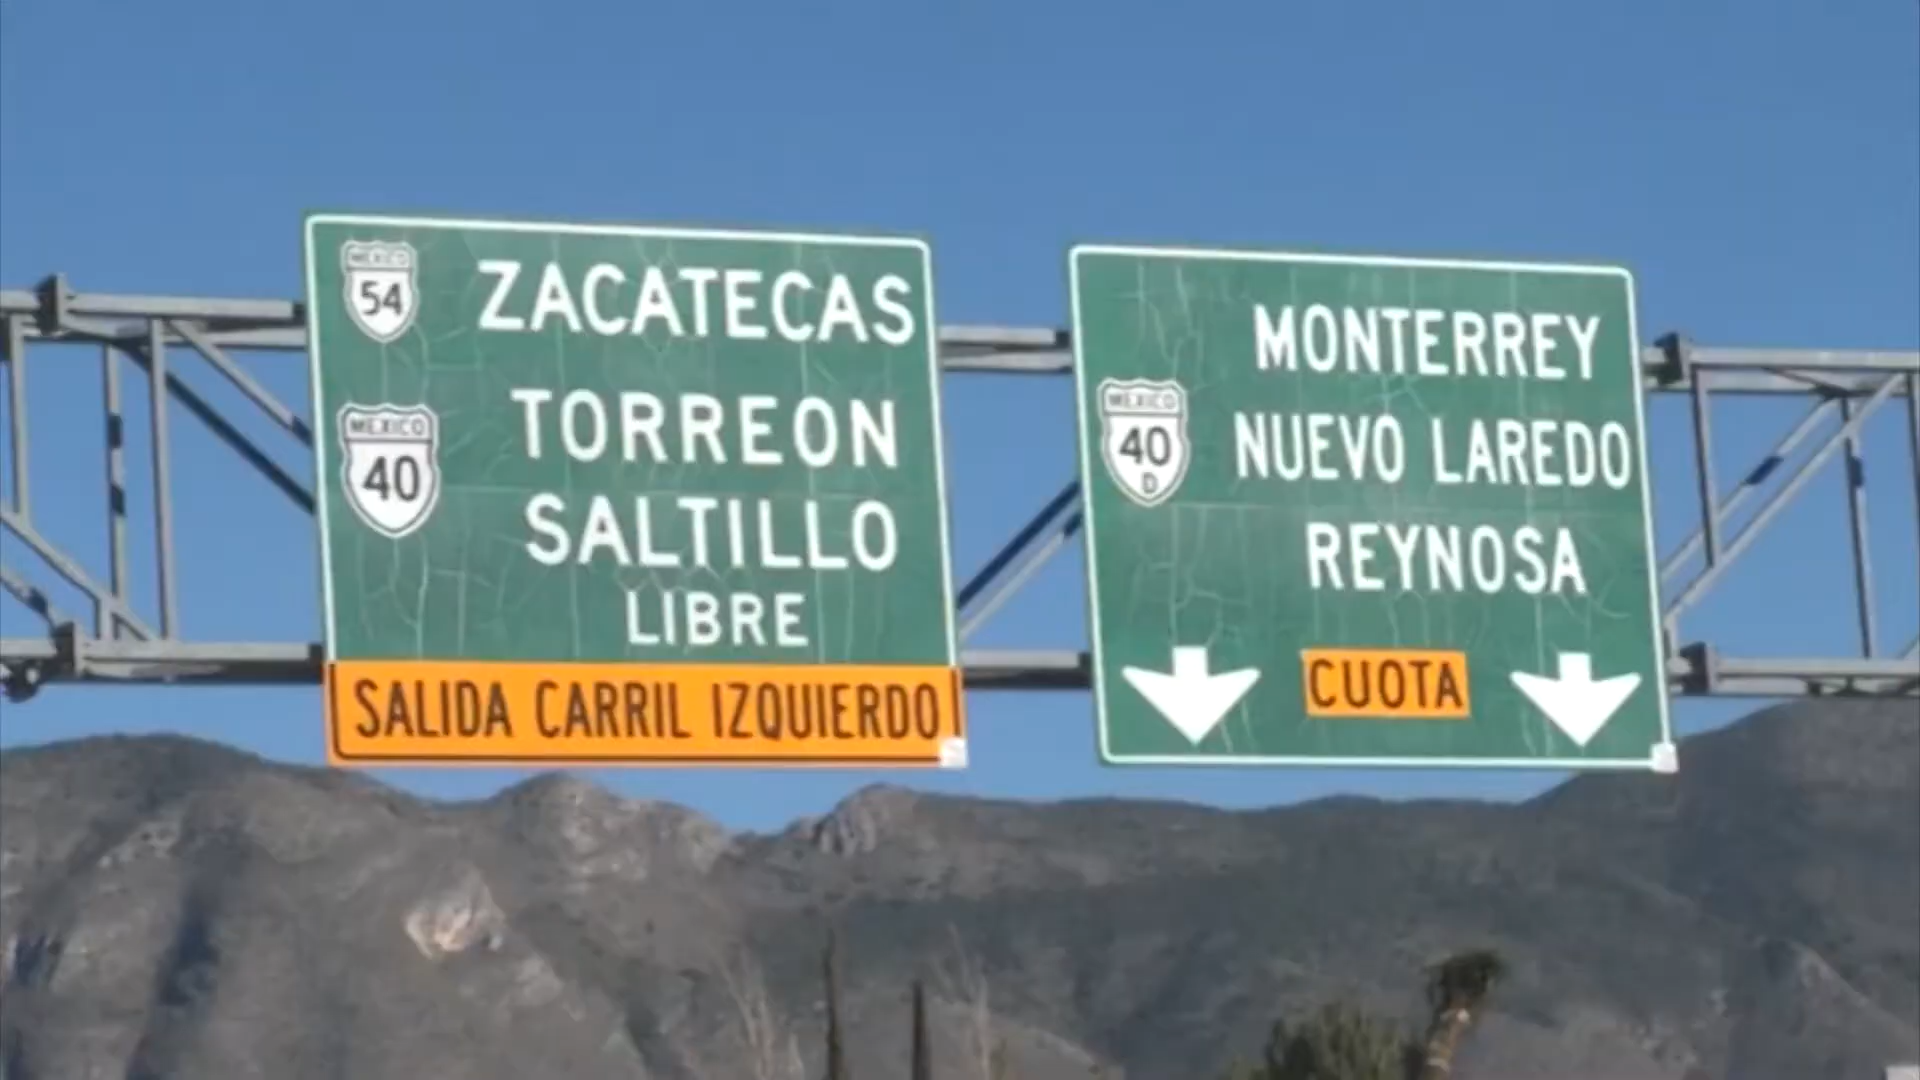 MEXICO
54
ZACATECAS
MEXICO
40
TORREON
SALTILLO
LIBRE
SALIDA CARRIL IZQUIERDO
MONTERREY
MEXICO
40
D
NUEVO LAREDO
REYNOSA
CUOTA